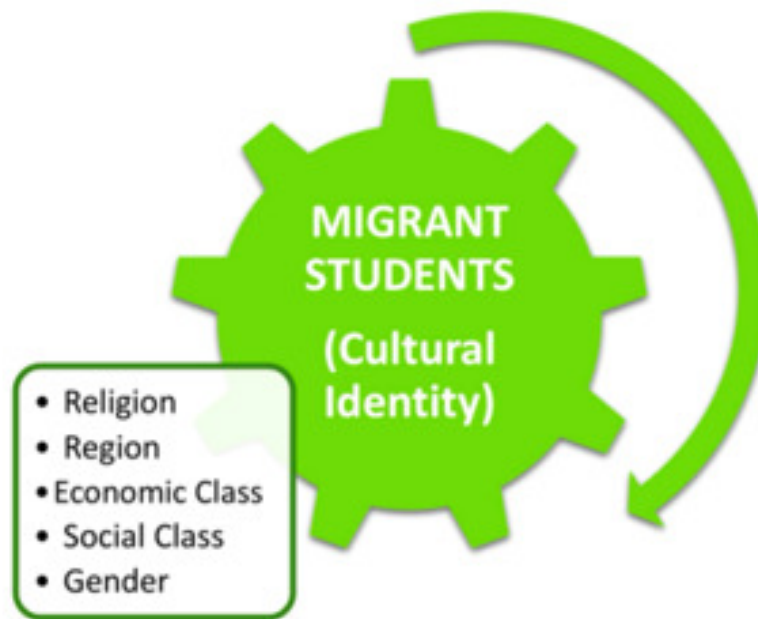 MIGRANT
STUDENTS
(Cultural
Identity)
• Religion
• Region
•Economic Class
• Social Class
• Gender